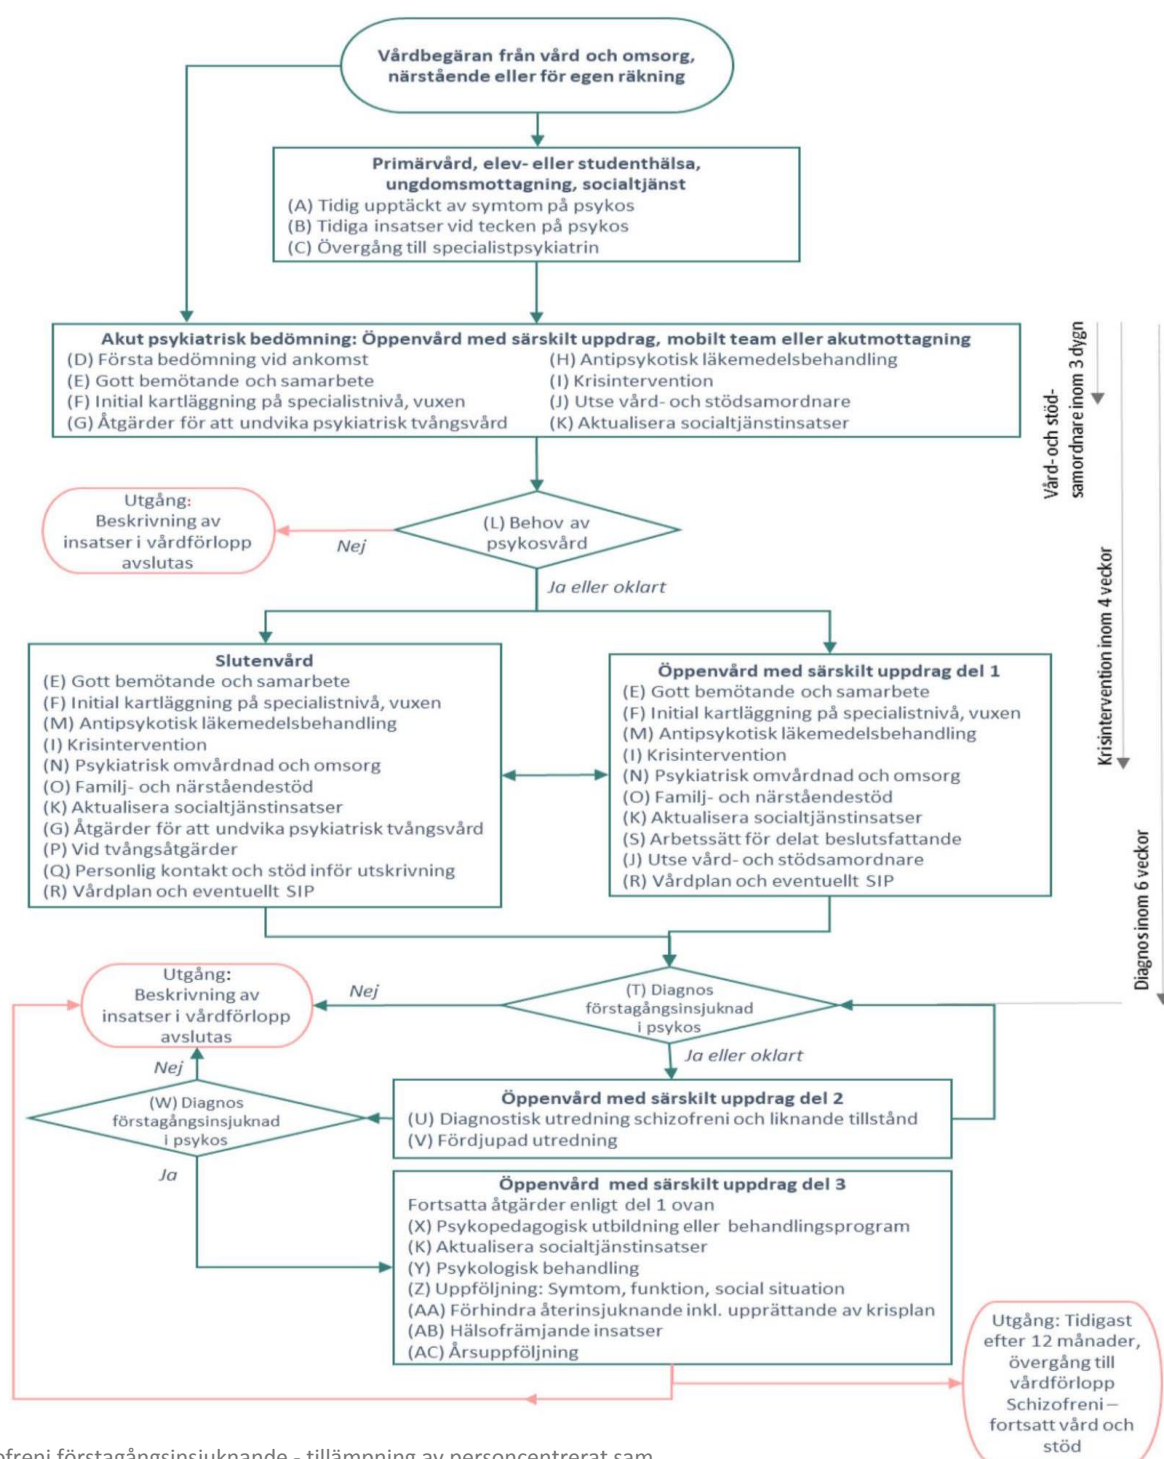 Vårdbegäran från vård och omsorg,
närstående eller för egen räkning
Primärvård, elev- eller studenthälsa,
ungdomsmottagning, socialtjänst
(A) Tidig upptäckt av symtom på psykos
(B) Tidiga insatser vid tecken på psykos
(C) Övergång till specialistpsykiatrin
Akut psykiatrisk bedömning: Öppenvård med särskilt uppdrag, mobilt team eller akutmottagning
(D) Första bedömning vid ankomst
(E) Gott bemötande och samarbete
(F) Initial kartläggning på specialistnivå, vuxen
(G) Åtgärder för att undvika psykiatrisk tvångsvård
(H) Antipsykotisk läkemedelsbehandling
(I) Krisintervention
(J) Utse vård- och stödsamordnare
(K) Aktualisera socialtjänstinsatser
Vård- och stöd-
samordnare inom 3 dygn
(L) Behov av
psykosvård
Nej
Utgång:
Beskrivning av
insatser i vårdförlopp
avslutas
Ja eller oklart
Krisintervention inom 4 veckor
Slutenvård
(E) Gott bemötande och samarbete
(F) Initial kartläggning på specialistnivå, vuxen
(M) Antipsykotisk läkemedelsbehandling
(I) Krisintervention
(N) Psykiatrisk omvårdnad och omsorg
(O) Familj- och närståendestöd
(K) Aktualisera socialtjänstinsatser
(G) Åtgärder för att undvika psykiatrisk tvångsvård
(P) Vid tvångsåtgärder
(Q) Personlig kontakt och stöd inför utskrivning
(R) Vårdplan och eventuellt SIP
Öppenvård med särskilt uppdrag del 1
(E) Gott bemötande och samarbete
(F) Initial kartläggning på specialistnivå, vuxen
(M) Antipsykotisk läkemedelsbehandling
(I) Krisintervention
(N) Psykiatrisk omvårdnad och omsorg
(O) Familj- och närståendestöd
(K) Aktualisera socialtjänstinsatser
(S) Arbetssätt för delat beslutsfattande
(J) Utse vård- och stödsamordnare
(R) Vårdplan och eventuellt SIP
Diagnos inom 6 veckor
(T) Diagnos
förstagångsinsjuknad
i psykos
Nej
Utgång:
Beskrivning av
insatser i vårdförlopp
avslutas
Ja eller oklart
Öppenvård med särskilt uppdrag del 2
(U) Diagnostisk utredning schizofreni och liknande tillstånd
(V) Fördjupad utredning
Nej
(W) Diagnos
förstagångsinsjuknad
i psykos
Ja
Öppenvård med särskilt uppdrag del 3
Fortsatta åtgärder enligt del 1 ovan
(X) Psykopedagogisk utbildning eller behandlingsprogram
(K) Aktualisera socialtjänstinsatser
(Y) Psykologisk behandling
(Z) Uppföljning: Symtom, funktion, social situation
(AA) Förhindra återinsjuknande inkl. upprättande av krisplan
(AB) Hälsofrämjande insatser
(AC) Årsuppföljning
Utgång: Tidigast
efter 12 månader,
övergång till
vårdförlopp
Schizofreni –
fortsatt vård och
stöd
ofreni förstagångsinsjuknande - tillämpning av personcentrerat sam